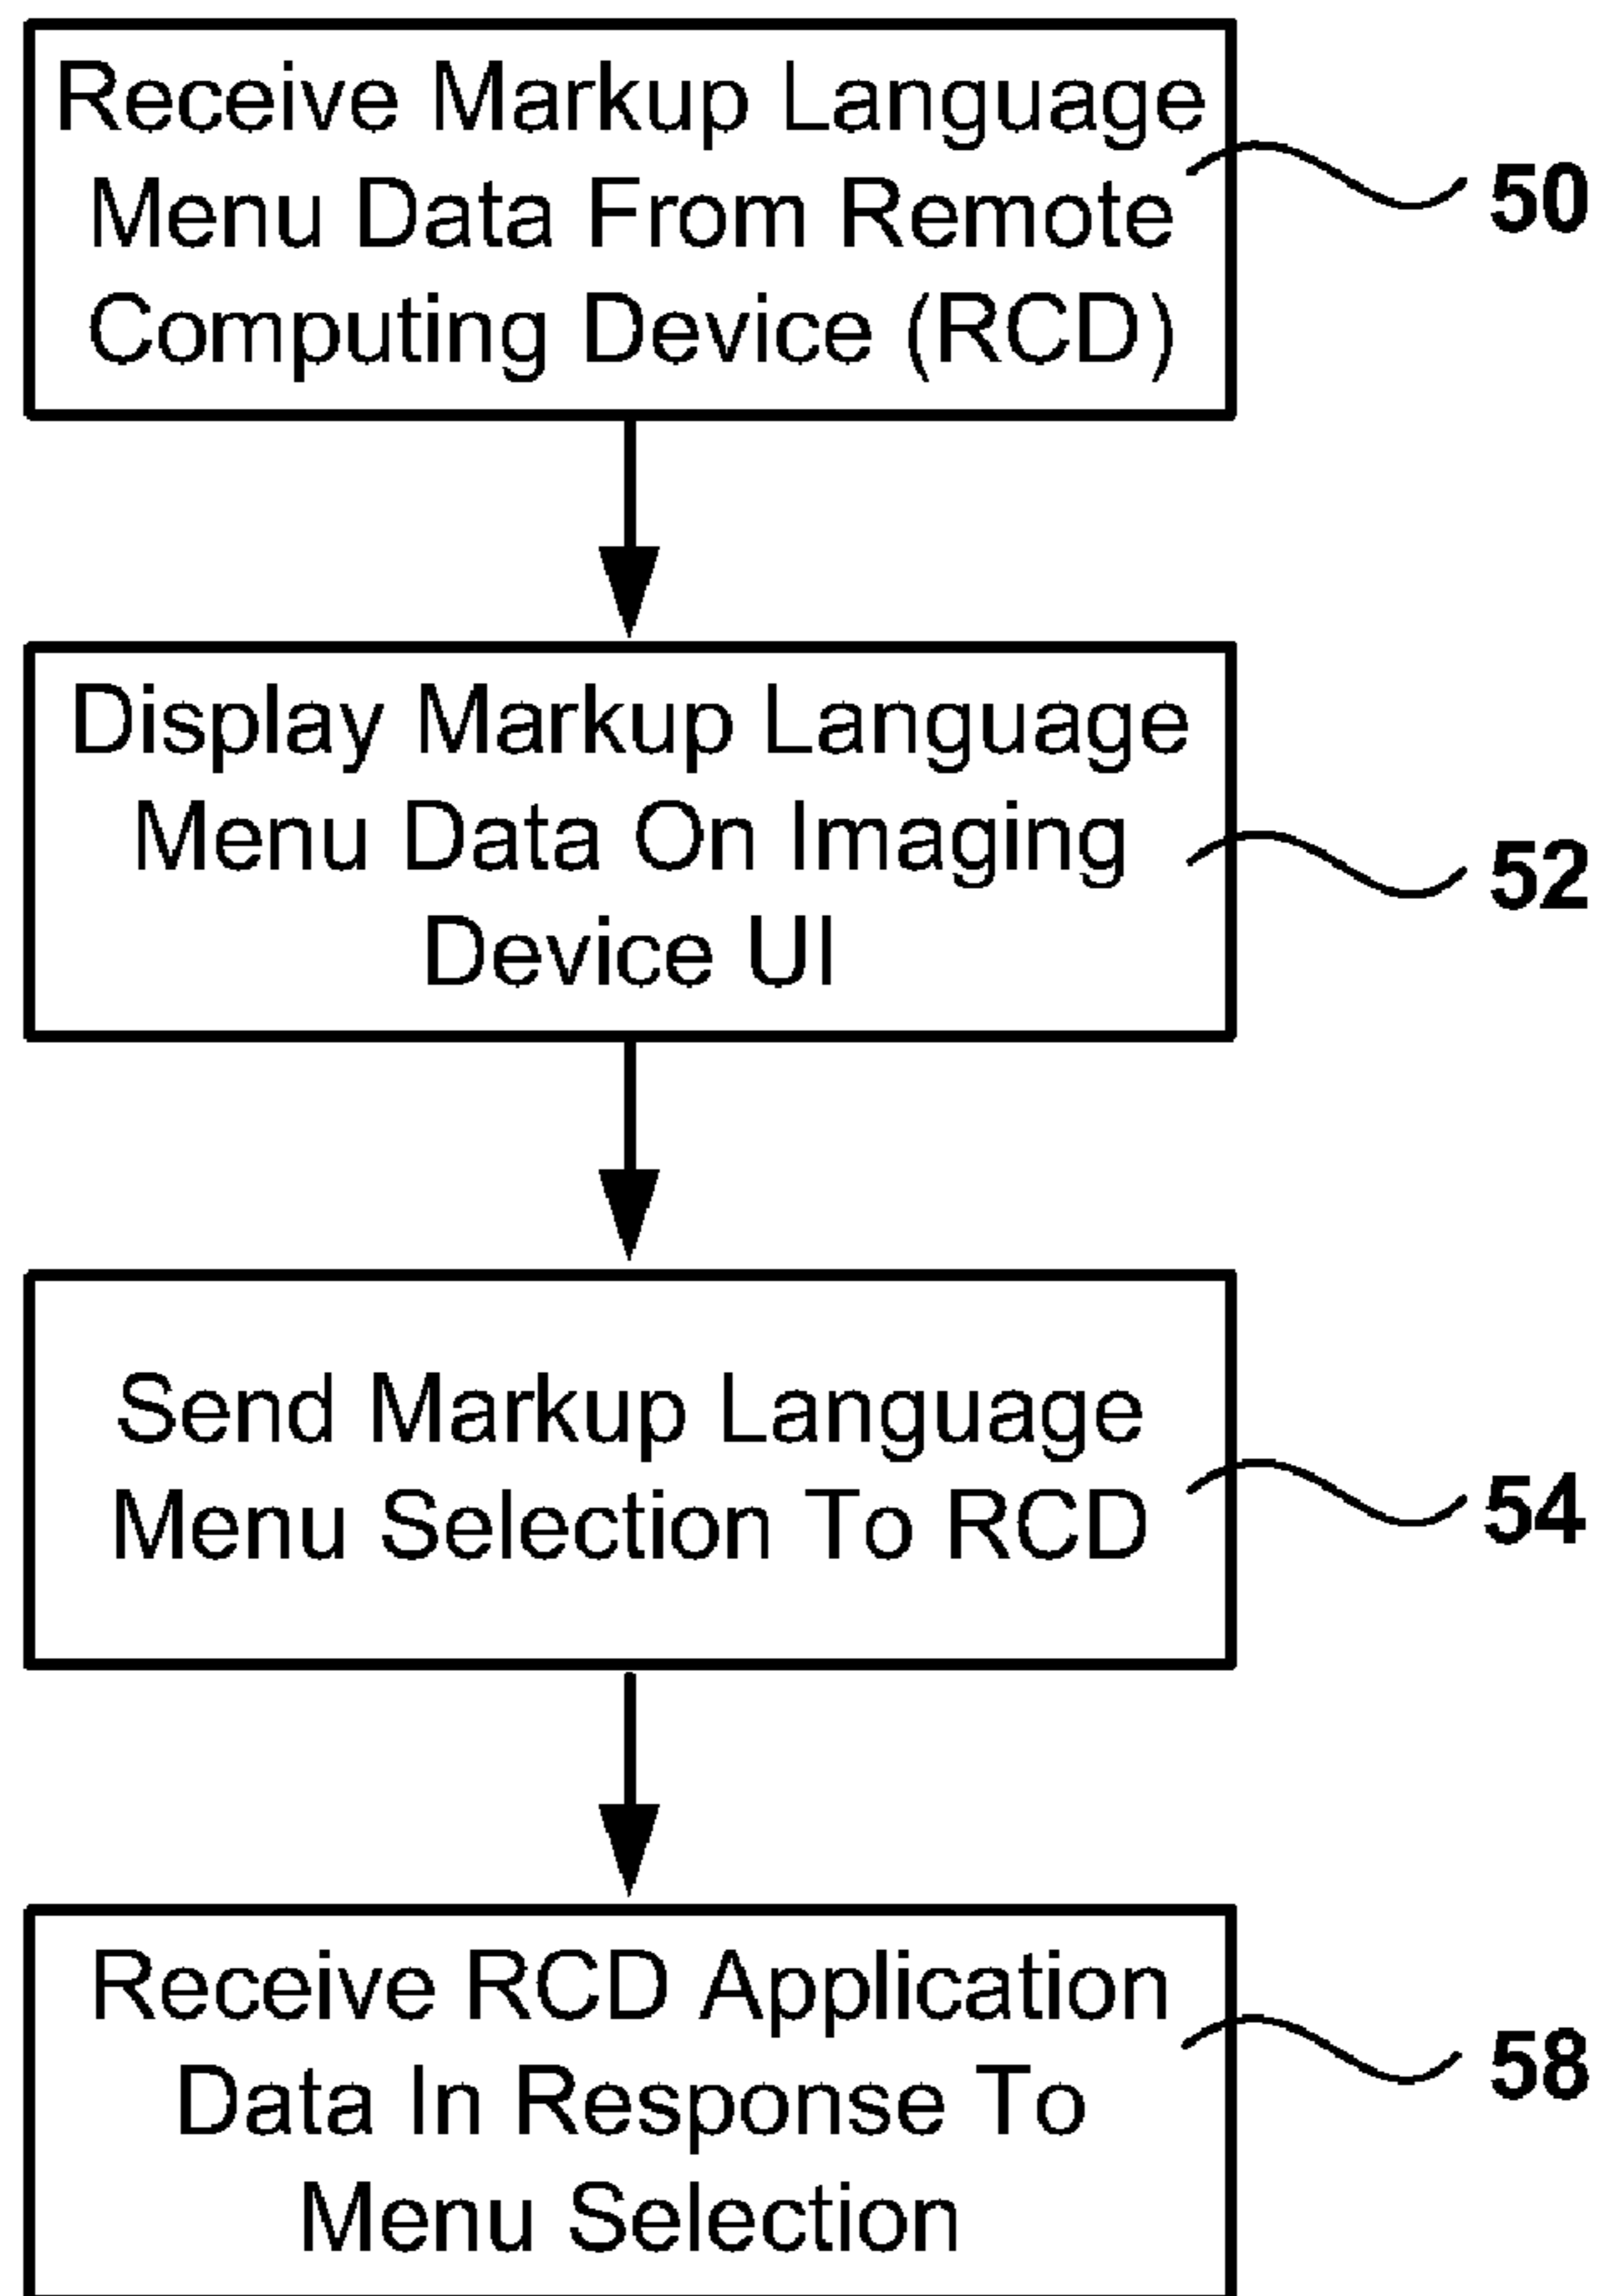 Receive Markup Language
Menu Data From Remote
Computing Device (RCD)
50
Display Markup Language
Menu Data On Imaging
Device UI
52
Send Markup Language
Menu Selection To RCD
54
Receive RCD Application
Data In Response To
Menu Selection
58